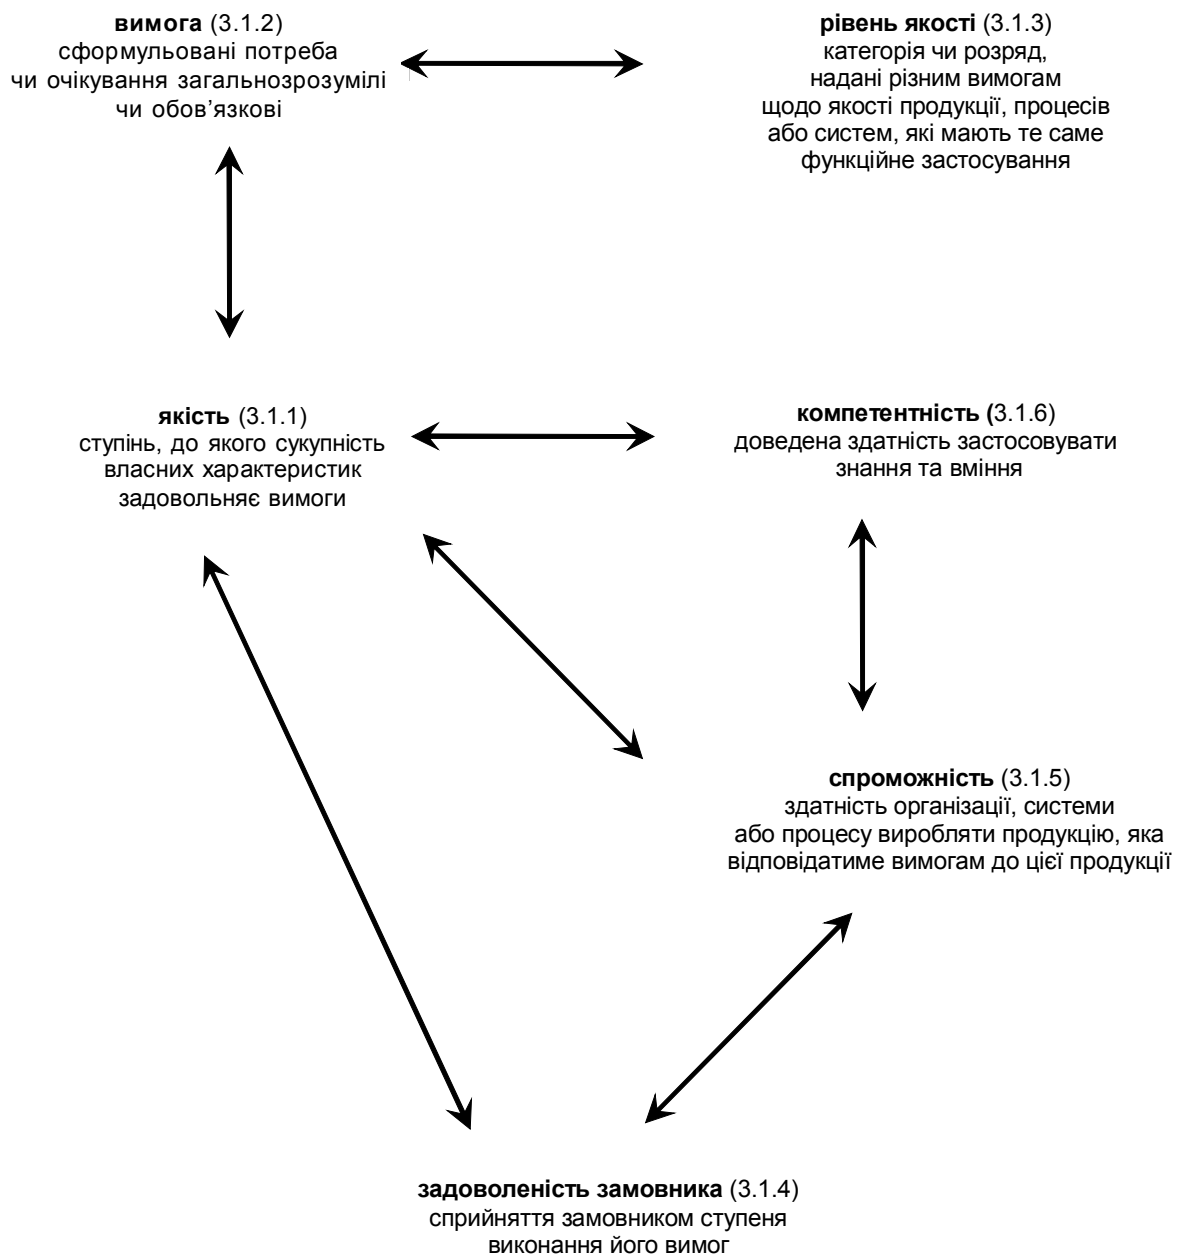 вимога (3.1.2)
сформульовані потреба
чи очікування загальнозрозумілі
чи обов’язкові
рівень якості (3.1.3)
категорія чи розряд,
надані різним вимогам
щодо якості продукції, процесів
або систем, які мають те саме
функційне застосування
якість (3.1.1)
ступінь, до якого сукупність
власних характеристик
задовольняє вимоги
компетентність (3.1.6)
доведена здатність застосовувати
знання та вміння
спроможність (3.1.5)
здатність організації, системи
або процесу виробляти продукцію, яка
відповідатиме вимогам до цієї продукції
задоволеність замовника (3.1.4)
сприйняття замовником ступеня
виконання його вимог